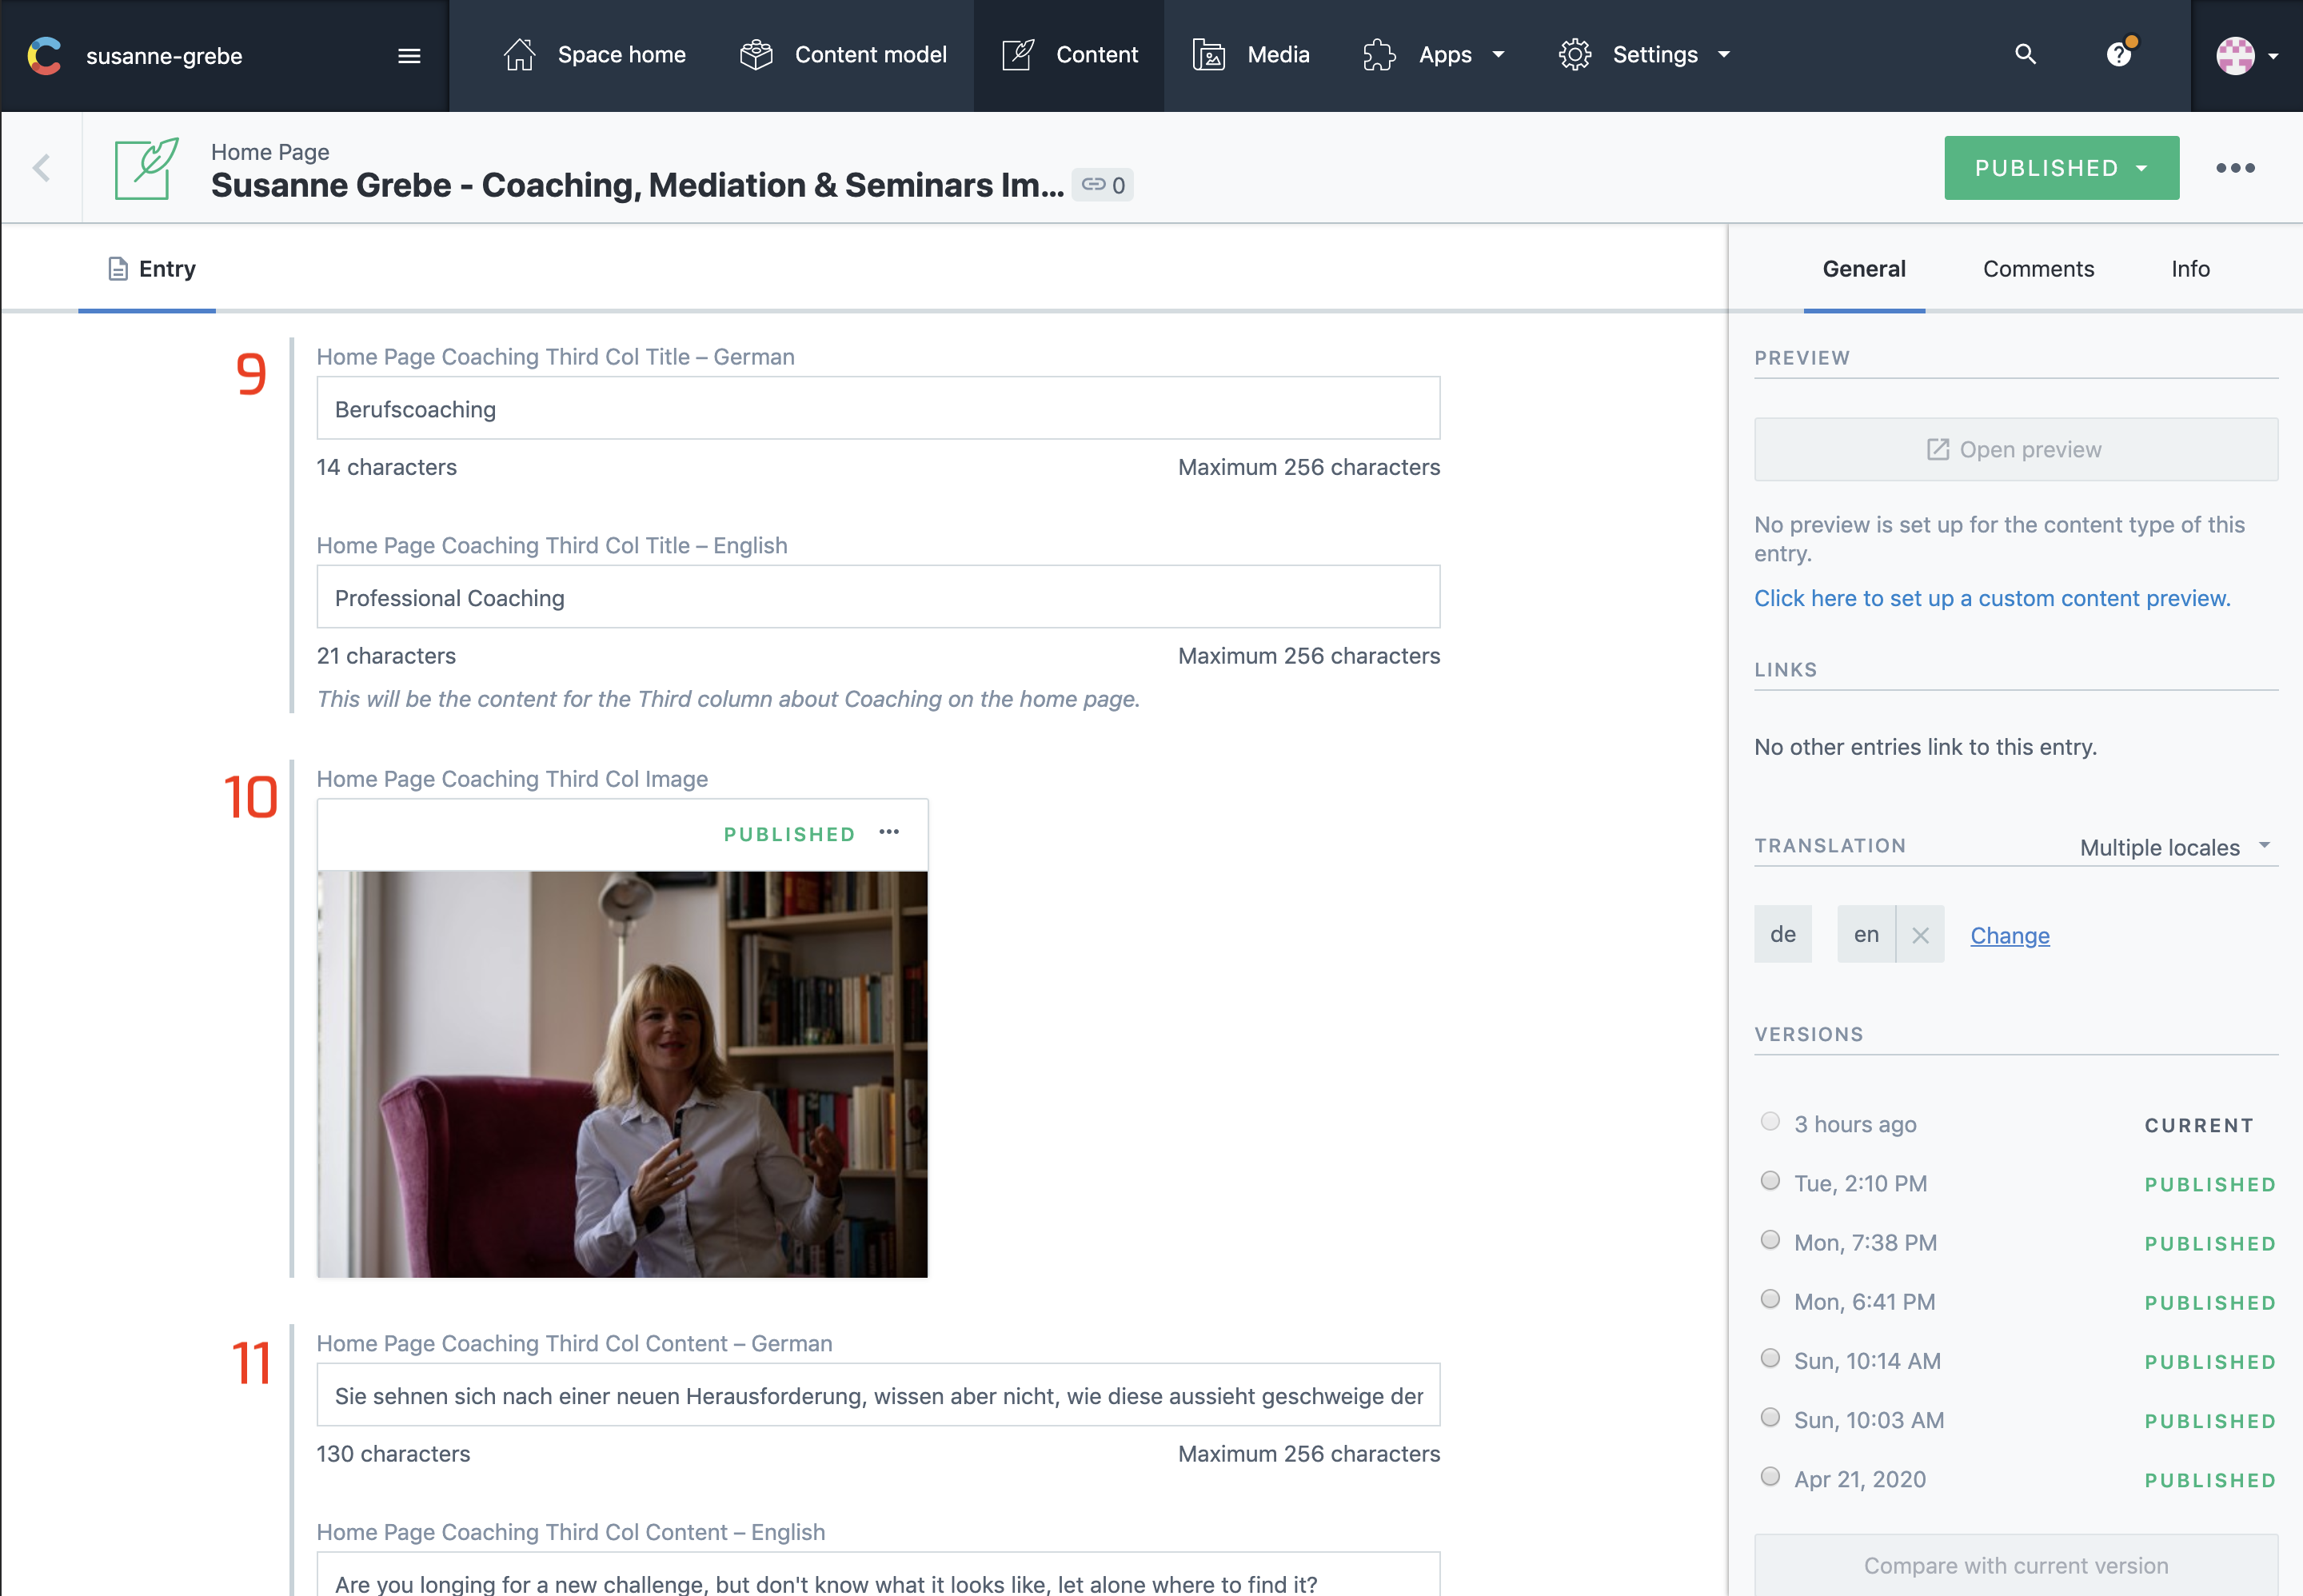 susanne-grebe
Space home
Content model
Content
Media
Apps
Settings
Home Page
Susanne Grebe - Coaching, Mediation & Seminars Im...
0
PUBLISHED
Entry
General
Comments
Info
9
Home Page Coaching Third Col Title – German
Berufscoaching
14 characters
Maximum 256 characters
Home Page Coaching Third Col Title – English
Professional Coaching
21 characters
Maximum 256 characters
This will be the content for the Third column about Coaching on the home page.
10
Home Page Coaching Third Col Image
PUBLISHED
11
Home Page Coaching Third Col Content – German
Sie sehnen sich nach einer neuen Herausforderung, wissen aber nicht, wie diese aussieht geschweige der
130 characters
Maximum 256 characters
Home Page Coaching Third Col Content – English
Are you longing for a new challenge, but don't know what it looks like, let alone where to find it?
PREVIEW
Open preview
No preview is set up for the content type of this
entry.
Click here to set up a custom content preview.
LINKS
No other entries link to this entry.
TRANSLATION
Multiple locales
de
en
Change
VERSIONS
3 hours ago CURRENT
Tue, 2:10 PM PUBLISHED
Mon, 7:38 PM PUBLISHED
Mon, 6:41 PM PUBLISHED
Sun, 10:14 AM PUBLISHED
Sun, 10:03 AM PUBLISHED
Apr 21, 2020 PUBLISHED
Compare with current version